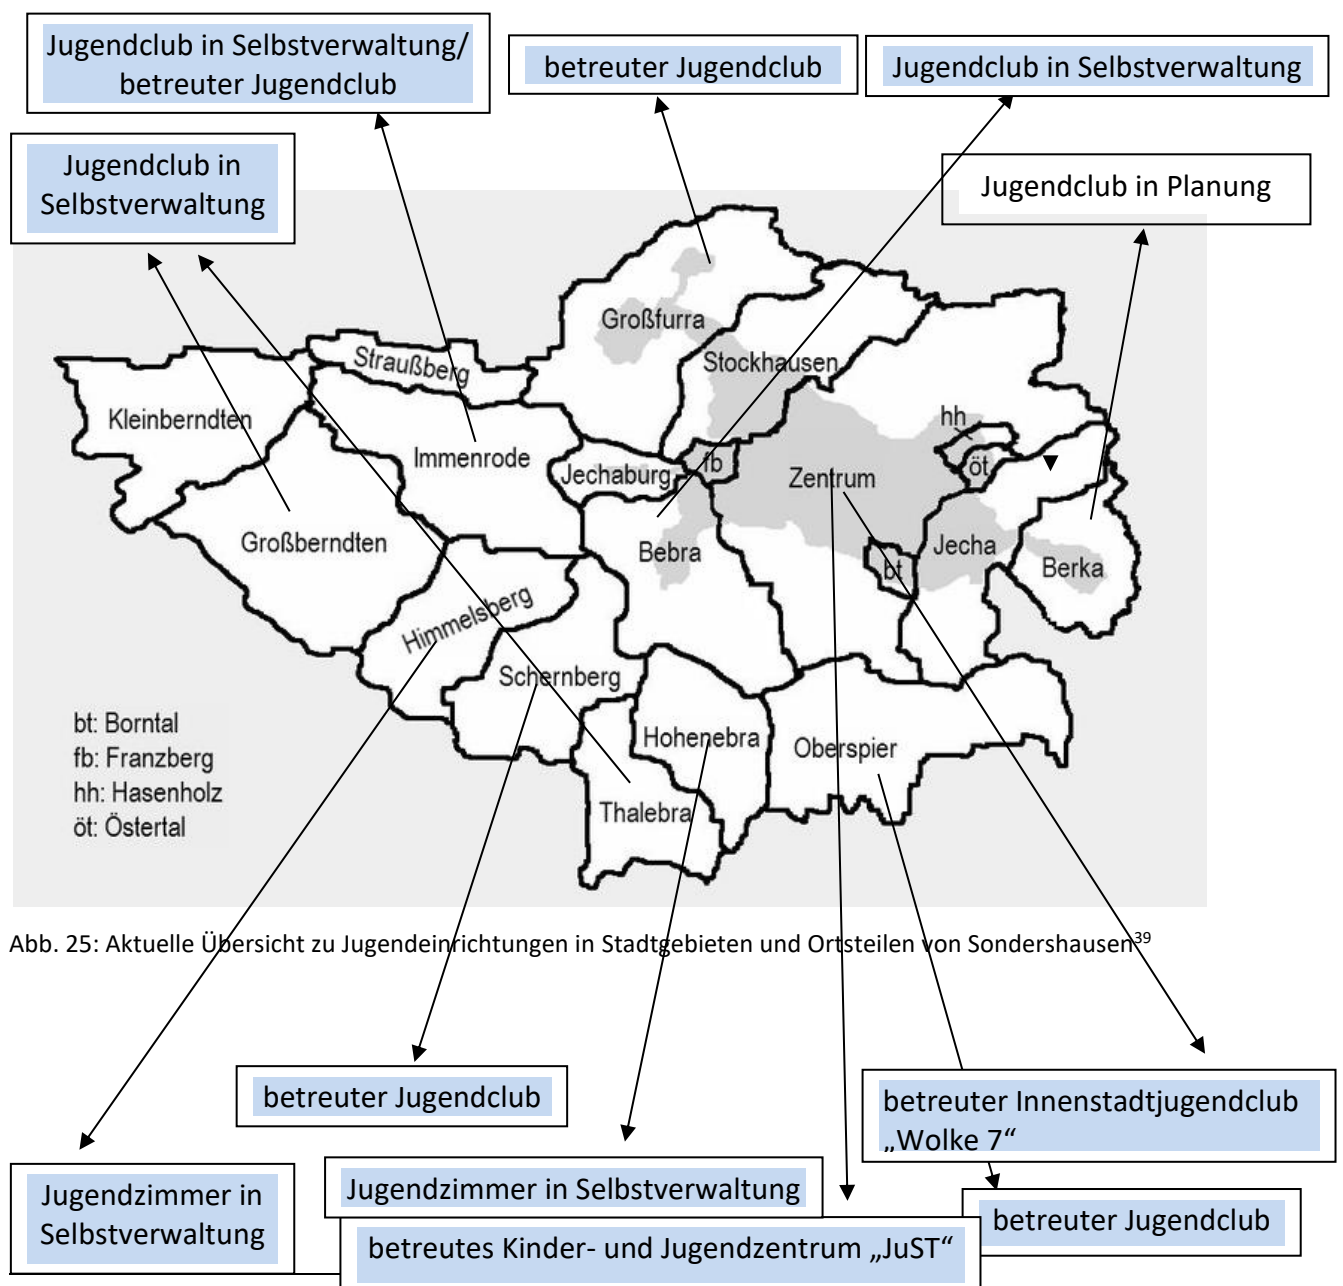 Jugendclub in Selbstverwaltung/
betreuter Jugendclub
betreuter Jugendclub
Jugendclub in Selbstverwaltung
Jugendclub in
Selbstverwaltung
Jugendclub in Planung
Großfurra
Straußberg
Stockhausen
Kleinberndten
hh
Immenrode
Jechaburg
fb
Zentrum
öt
Großberndten
Bebra
Jecha
bt
Berka
Himmelsberg
Schernberg
Hohenebra
Oberspier
Thalebra
bt: Borntal
fb: Franzberg
hh: Hasenholz
öt: Östertal
Abb. 25: Aktuelle Übersicht zu Jugendeinrichtungen in Stadtgebieten und Ortsteilen von Sondershausen39
betreuter Jugendclub
betreuter Innenstadtjugendclub
„Wolke 7“
Jugendzimmer in
Selbstverwaltung
Jugendzimmer in Selbstverwaltung
betreuter Jugendclub
betreutes Kinder- und Jugendzentrum „JuST“